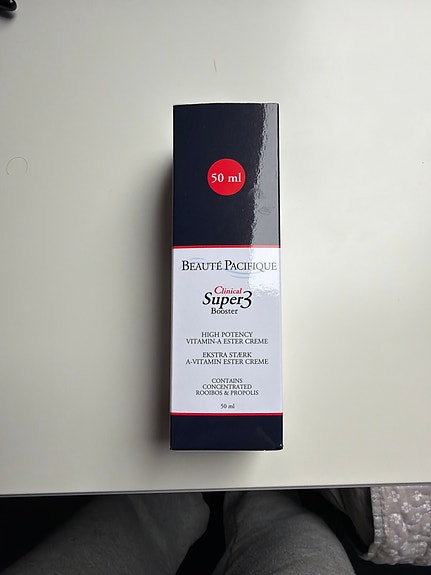 50 ml
BEAUTÉ PACIFIQUE
Clinical
Super3
Booster
HIGH POTENCY
VITAMIN-A ESTER CREME
EKSTRA STÆRK
A-VITAMIN ESTER CREME
CONTAINS
CONCENTRATED
ROOIBOS & PROPOLIS
50 ml